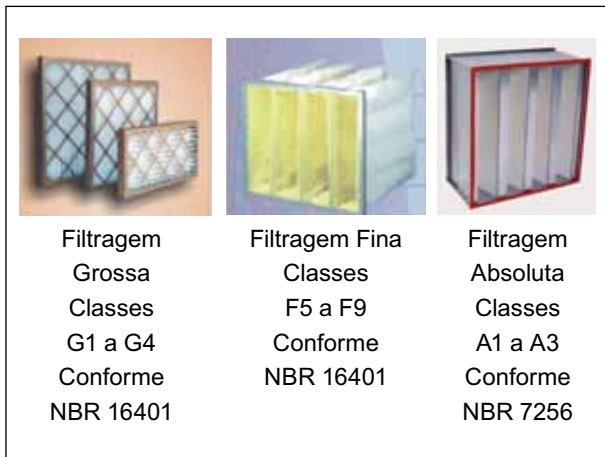 Filtragem
Grossa
Classes
G1 a G4
Conforme
NBR 16401
Filtragem Fina
Classes
F5 a F9
Conforme
NBR 16401
Filtragem
Absoluta
Classes
A1 a A3
Conforme
NBR 7256